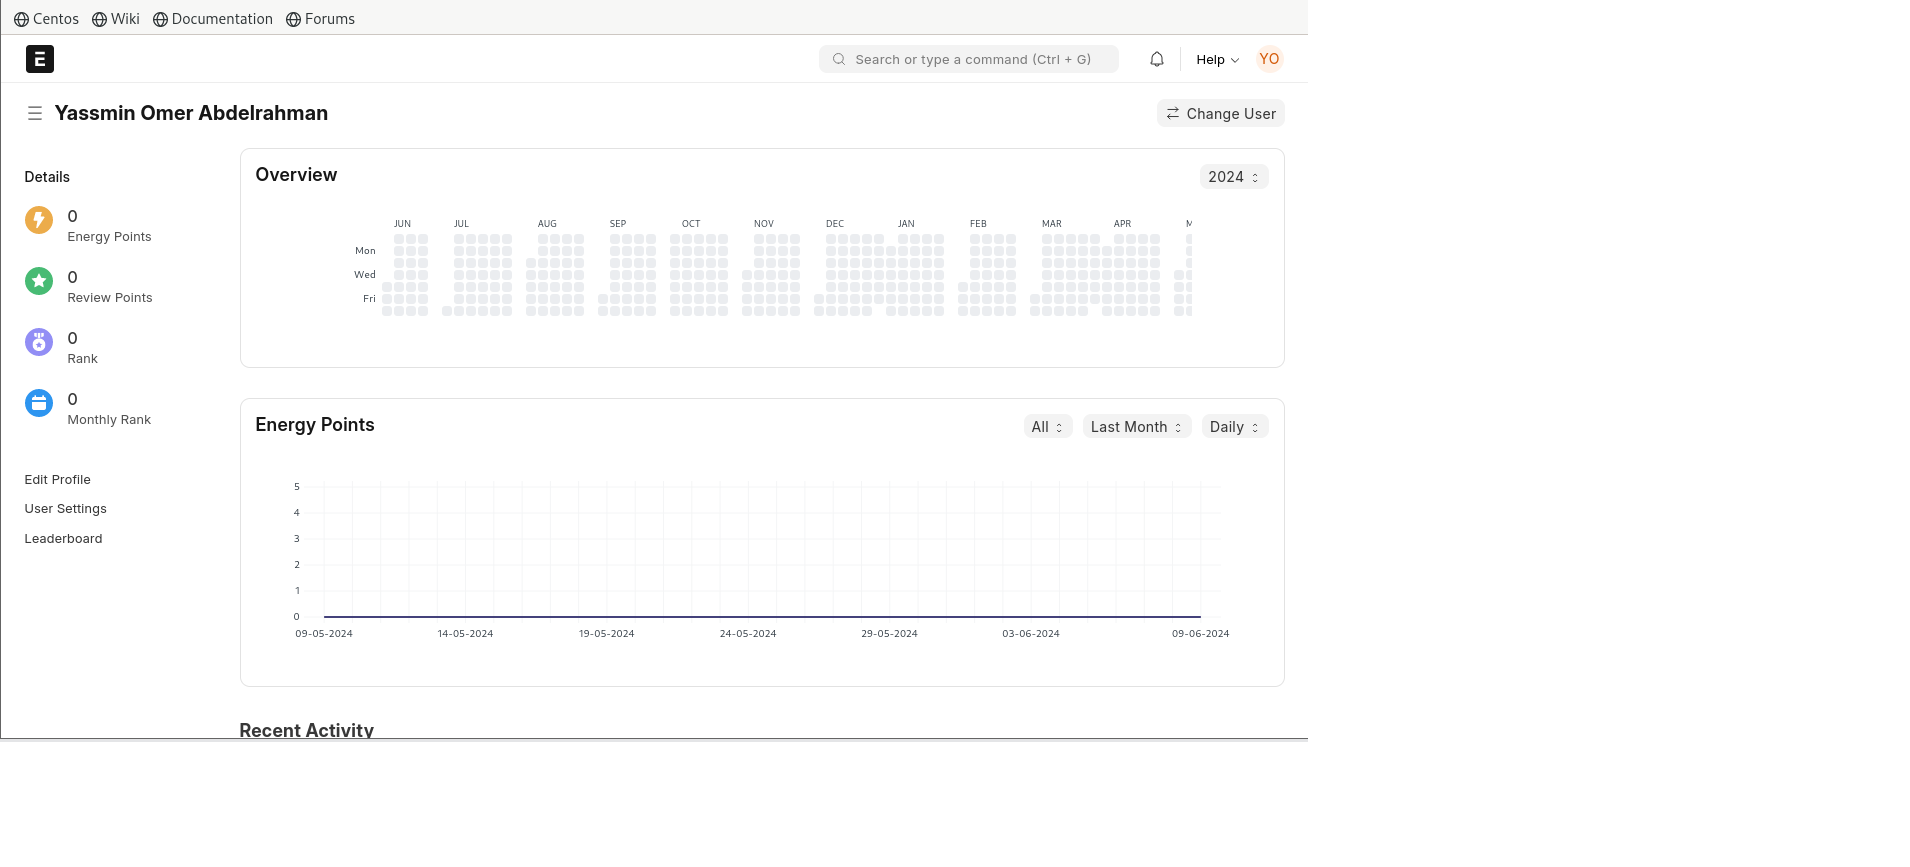 Centos Wiki Documentation Forums
Search or type a command (Ctrl + G) Help YO
Yassmin Omer Abdelrahman
Change User
Details
0
Energy Points
0
Review Points
0
Rank
0
Monthly Rank
Edit Profile
User Settings
Leaderboard
Overview
2024
JUN JUL AUG SEP OCT NOV DEC JAN FEB MAR APR M
Mon
Wed
Fri
Energy Points
All Last Month Daily
5
4
3
2
1
0
09-05-2024 14-05-2024 19-05-2024 24-05-2024 29-05-2024 03-06-2024 09-06-2024
Recent Activity